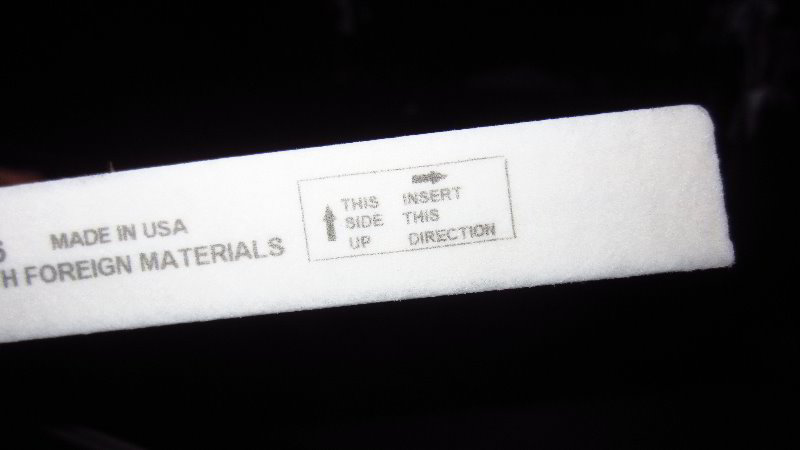 MADE IN USA
FOREIGN MATERIALS
THIS
SIDE
UP
INSERT
THIS
DIRECTION